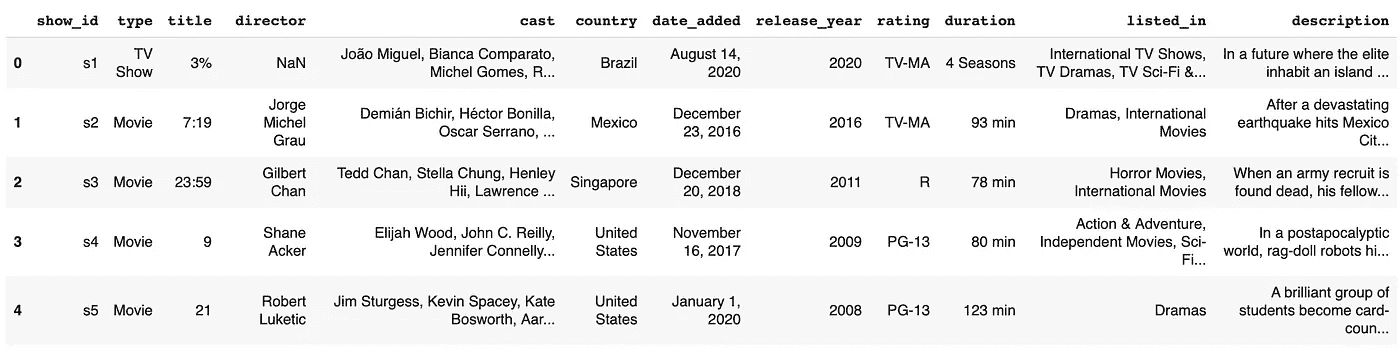 show_id type title director cast country date_added release_year rating duration listed_in description
0 s1 TV Show 3% NaN João Miguel, Bianca Comparato, Michel Gomes, R... Brazil August 14, 2020 2020 TV-MA 4 Seasons International TV Shows, TV Dramas, TV Sci-Fi &... In a future where the elite inhabit an island ...
1 s2 Movie 7:19 Jorge Michel Grau Demián Bichir, Héctor Bonilla, Oscar Serrano, ... Mexico December 23, 2016 2016 TV-MA 93 min Dramas, International Movies After a devastating earthquake hits Mexico Cit...
2 s3 Movie 23:59 Gilbert Chan Tedd Chan, Stella Chung, Henley Hii, Lawrence ... Singapore December 20, 2018 2011 R 78 min Horror Movies, International Movies When an army recruit is found dead, his fellow...
3 s4 Movie 9 Shane Acker Elijah Wood, John C. Reilly, Jennifer Connelly... United States November 16, 2017 2009 PG-13 80 min Action & Adventure, Independent Movies, Sci-Fi... In a postapocalyptic world, rag-doll robots hi...
4 s5 Movie 21 Robert Luketic Jim Sturgess, Kevin Spacey, Kate Bosworth, Aar... United States January 1, 2020 2008 PG-13 123 min Dramas A brilliant group of students become card-coun...